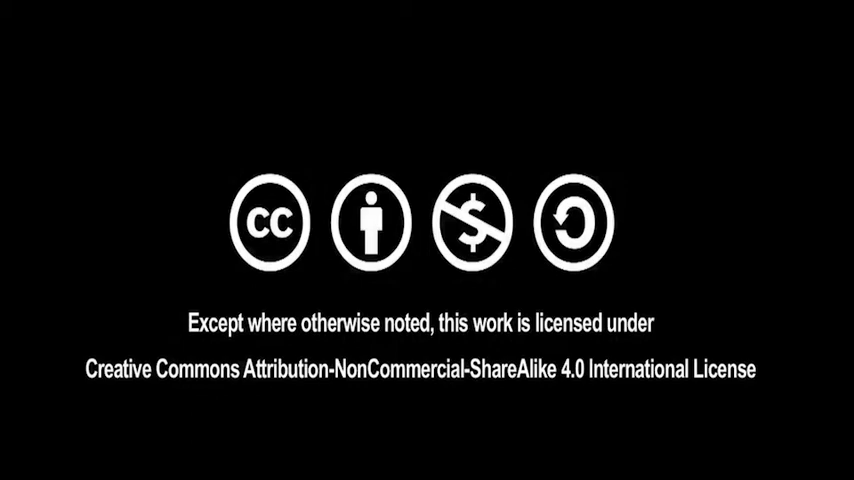 cc
Except where otherwise noted, this work is licensed under
Creative Commons Attribution-NonCommercial-ShareAlike 4.0 International License